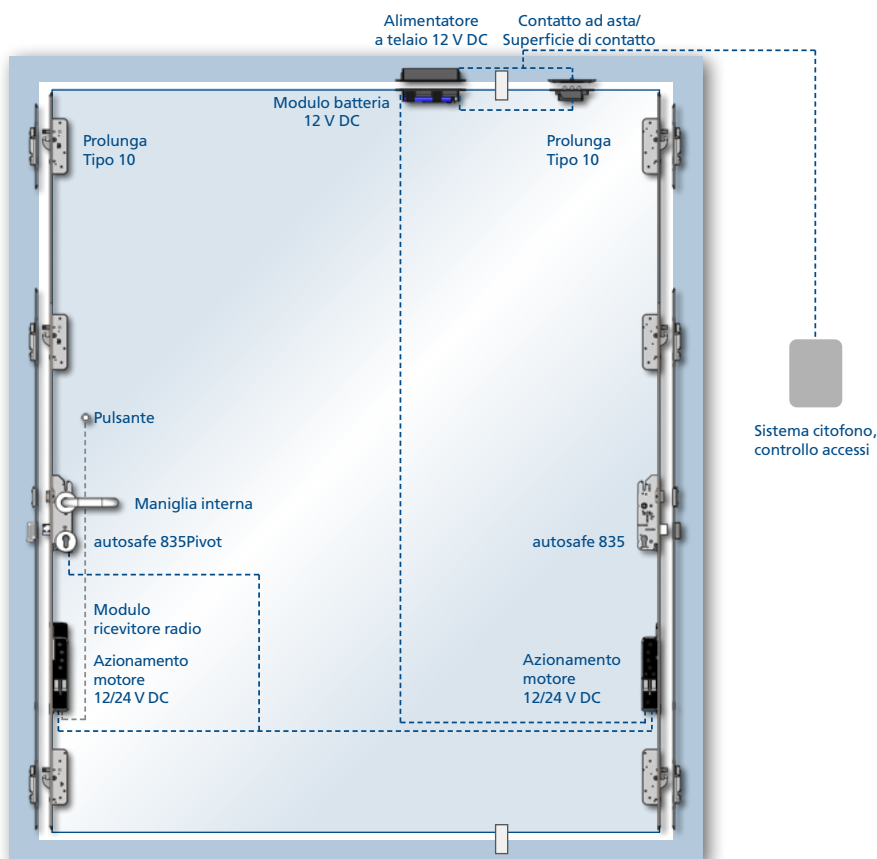 Alimentatore
a telaio 12 V DC
Contatto ad asta/
Superficie di contatto
Modulo batteria
12 V DC
Prolunga
Tipo 10
Prolunga
Tipo 10
Pulsante
Sistema citofono,
controllo accessi
Maniglia interna
autosafe 835Pivot
autosafe 835
Modulo
ricevitore radio
Azionamento
motore
12/24 V DC
Azionamento
motore
12/24 V DC